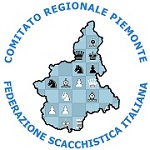 COMITATO REGIONALE PIEMONTE
FEDERAZIONE SCACCHISTICA ITALIANA